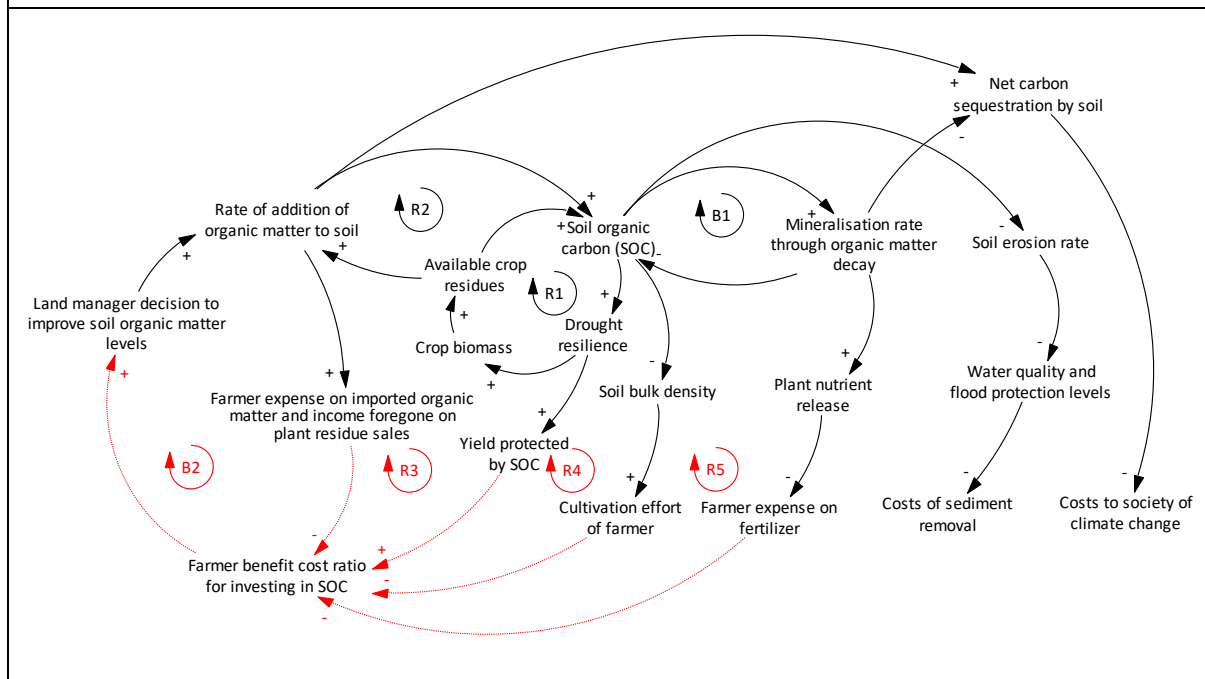 Net carbon
sequestration by soil
+
-
Rate of addition of
organic matter to soil
+
R2
+
Soil organic
carbon (SOC)
+
-
B1
+
Mineralisation rate
through organic matter
decay
-
Soil erosion rate
+
Available crop
residues
R1
Land manager decision to
improve soil organic matter
levels
+
+
Drought
resilience
+
Crop biomass
+
-
Soil bulk density
+
Plant nutrient
release
-
Water quality and
flood protection levels
+
Farmer expense on imported organic
matter and income foregone on
plant residue sales
+
Yield protected
by SOC
B2
R3
R4
R5
+
Cultivation effort
of farmer
-
Farmer expense on
fertilizer
-
Costs of sediment
removal
-
Costs to society of
climate change
-
+
-
-
Farmer benefit cost ratio
for investing in SOC